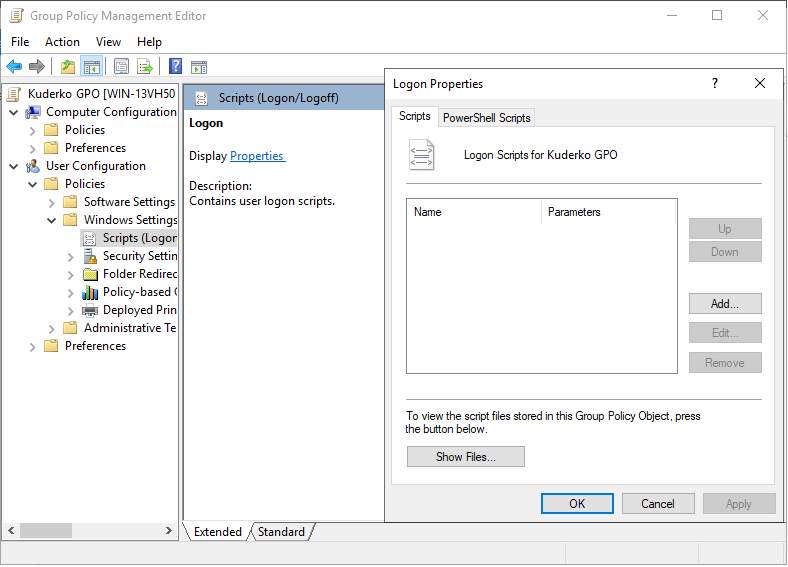 Group Policy Management Editor
File Action View Help
Kuderko GPO [WIN-13VH50
Computer Configuration
Policies
Preferences
User Configuration
Policies
Software Settings
Windows Settings
Scripts (Logon
Security Settin
Folder Redirec
Policy-based
Deployed Prin
Administrative Te
Preferences
Scripts (Logon/Logoff)
Logon
Display Properties
Description:
Contains user logon scripts.
Extended Standard
Logon Properties
?
Scripts PowerShell Scripts
Logon Scripts for Kuderko GPO
Name Parameters
Up
Down
Add...
Edit...
Remove
To view the script files stored in this Group Policy Object, press
the button below.
Show Files...
OK Cancel Apply